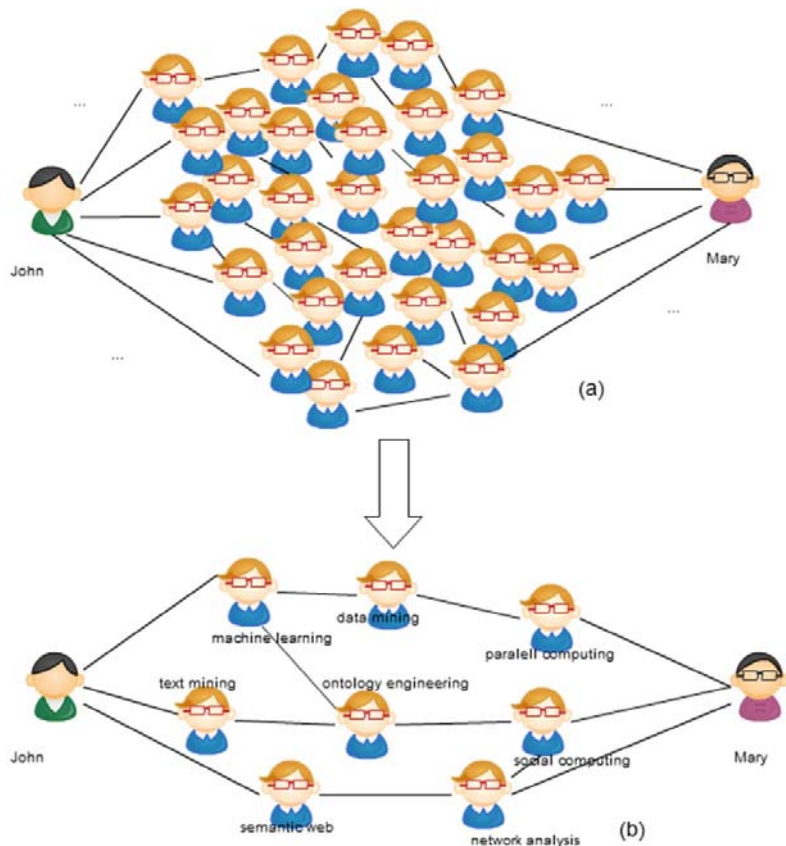 ...
...
John
Mary
...
...
(a)
machine learning
data mining
paralell computing
text mining
ontology engineering
John
Mary
social computing
semantic web
network analysis
(b)